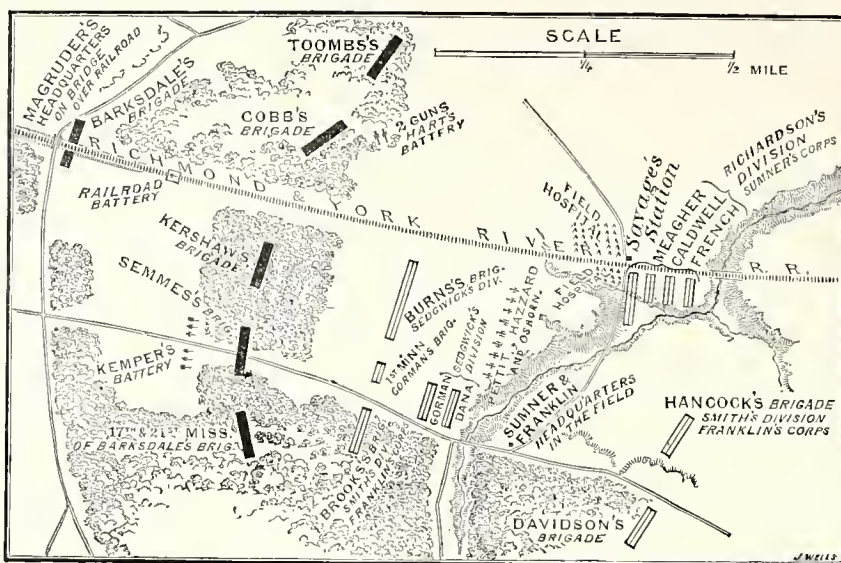 TOOMBS'S
BRIGADE
SCALE
1/4
1/2 MILE
MAGRUDER'S
HEADQUARTERS
ON BRIDGE
OVER RAILROAD
BARKSDALE'S
BRIGADE
COBB'S
BRIGADE
2 GUNS
HART'S
BATTERY
RICHMOND & YORK RIVER R. R.
RAILROAD
BATTERY
FIELD
HOSPITAL
Savage's
Station
MEAGHER
CALDWELL
FRENCH
RICHARDSON'S
DIVISION
SUMNER'S CORPS
KERSHAW'S
BRIGADE
SEMMES'S BRIG.
KEMPER'S
BATTERY
BURNS'S BRIG.
SEDGWICK'S DIV.
1ST MINN
GORMAN'S BRIG.
GORMAN
DANA
SEDGWICK'S
DIVISION
PETTIT, HAZZARD
AND OSBORN.
FIELD
HOSP.
SUMNER &
FRANKLIN
HEADQUARTERS
IN THE FIELD
HANCOCK'S BRIGADE
SMITH'S DIVISION
FRANKLIN'S CORPS
17TH & 21ST MISS.
OF BARKSDALES BRIG.
BROOKS'S BRIG.
SMITH'S DIV.
DAVIDSON'S
BRIGADE
J WELLS